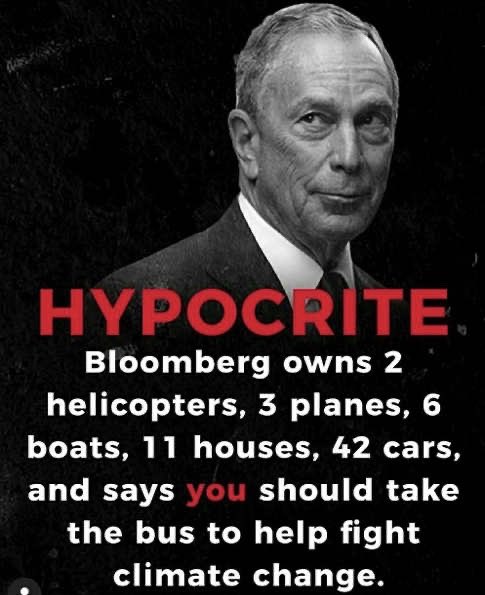 HYPOCRITE
Bloomberg owns 2
helicopters, 3 planes, 6
boats, 11 houses, 42 cars,
and says you should take
the bus to help fight
climate change.